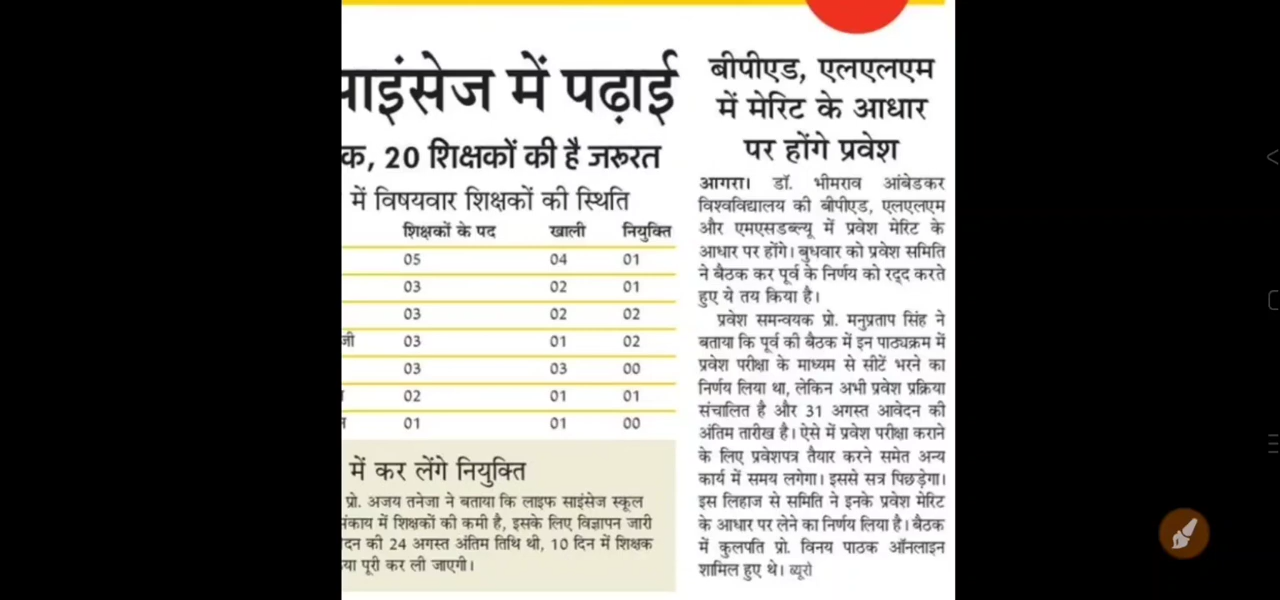 साइंसेज में पढ़ाई
क, 20 शिक्षकों की है जरूरत
में विषयवार शिक्षकों की स्थिति
शिक्षकों के पद खाली नियुक्ति
05 04 01
03 02 01
03 02 02
जी 03 01 02
03 03 00
02 01 01
01 01 00
में कर लेंगे नियुक्ति
प्रो. अजय तनेजा ने बताया कि लाइफ साइंसेज स्कूल
संकाय में शिक्षकों की कमी है, इसके लिए विज्ञापन जारी
दन की 24 अगस्त अंतिम तिथि थी, 10 दिन में शिक्षक
या पूरी कर ली जाएगी।
बीपीएड, एलएलएम
में मेरिट के आधार
पर होंगे प्रवेश
आगरा। डॉ. भीमराव आंबेडकर
विश्वविद्यालय की बीपीएड, एलएलएम
और एमएसडब्ल्यू में प्रवेश मेरिट के
आधार पर होंगे। बुधवार को प्रवेश समिति
ने बैठक कर पूर्व के निर्णय को रद्द करते
हुए ये तय किया है।
प्रवेश समन्वयक प्रो. मनुप्रताप सिंह ने
बताया कि पूर्व की बैठक में इन पाठ्यक्रम में
प्रवेश परीक्षा के माध्यम से सीटें भरने का
निर्णय लिया था, लेकिन अभी प्रवेश प्रक्रिया
संचालित है और 31 अगस्त आवेदन की
अंतिम तारीख है। ऐसे में प्रवेश परीक्षा कराने
के लिए प्रवेशपत्र तैयार करने समेत अन्य
कार्य में समय लगेगा। इससे सत्र पिछड़ेगा।
इस लिहाज से समिति ने इनके प्रवेश मेरिट
के आधार पर लेने का निर्णय लिया है। बैठक
में कुलपति प्रो. विनय पाठक ऑनलाइन
शामिल हुए थे। ब्यूरो